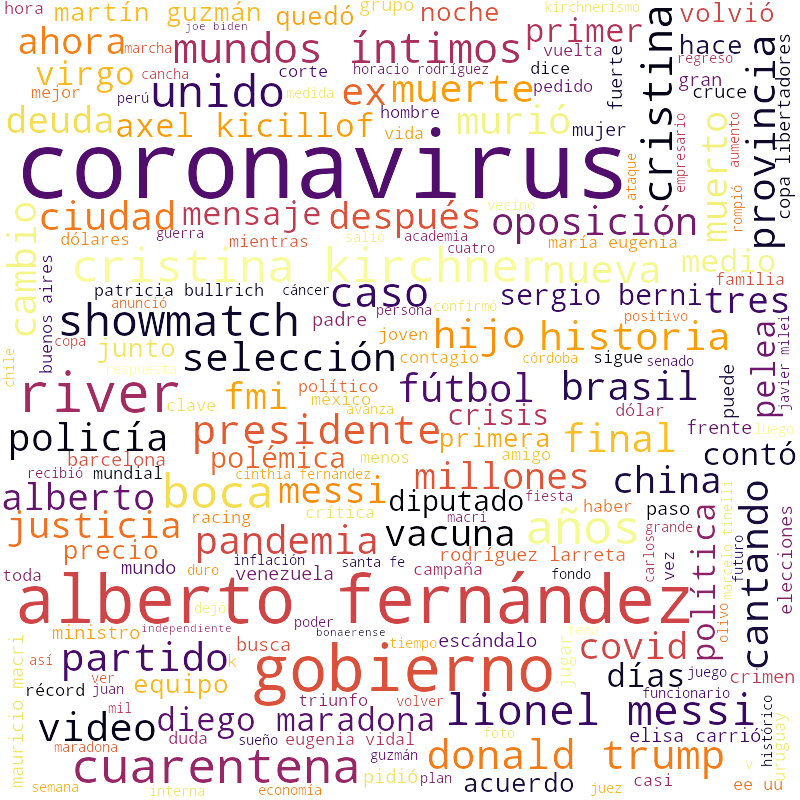 hora
martín guzmán
joe biden
quedó
grupo
noche
kirchnerismo
primer
volvió
ahora
marcha
mundos íntimos
cristina
hace
virgo
cancha
corte
horacio rodríguez
vuelta
dice
fuerte
gran
regreso
mejor
perú
unido
medida
ex
muerte
pedido
cruce
copa libertadores
deuda
axel kicillof
hombre
vida
murió
mujer
provincia
coronavirus
ataque
muerto
empresario
rompió
aumento
ciudad
mensaje
después
vecino
oposición
cambio
dólares
guerra
mientras
salió
academia
cuatro
maría eugenia
cristina kirchner
nueva
medio
buenos aires
patricia bullrich
cáncer
caso
persona
sergio berni
tres
familia
anunció
showmatch
padre
confirmó
positivo
chile
copa
junto
joven
hijo
historia
pelea
javier milei
respuesta
selección
contagio
córdoba
sigue
senado
river
fmi
político
fútbol
brasil
puede
luego
clave
méxico
avanza
crisis
dólar
policía
presidente
primera
final
frente
contó
barcelona
polémica
menos
amigo
recibió
mundial
cinthia fernández
millones
china
alberto
boca
messi
diputado
fiesta
haber
paso
cantando
justicia
racing
crítica
macri
años
grande
política
marcelo tinelli
elecciones
precio
pandemia
vacuna
rodríguez larreta
carlos
vez
olivo
futuro
toda
mundo
duro
inflación
santa fe
venezuela
campaña
fondo
alberto fernández
dejó
poder
independiente
bonaerense
ministro
tiempo
escándalo
covid
mauricio macri
así
partido
ver
k
busca
gobierno
jugar
leo
días
juego
crimen
récord
juan
equipo
triunfo
volver
funcionario
histórico
uruguay
video
mil
diego maradona
lionel messi
elisa carrió
maradona
duda
sueño
eugenia vidal
foto
guzmán
donald trump
<
semana
cuarentena
pidió
plan
acuerdo
casi
interna
economía
juez
ee uu